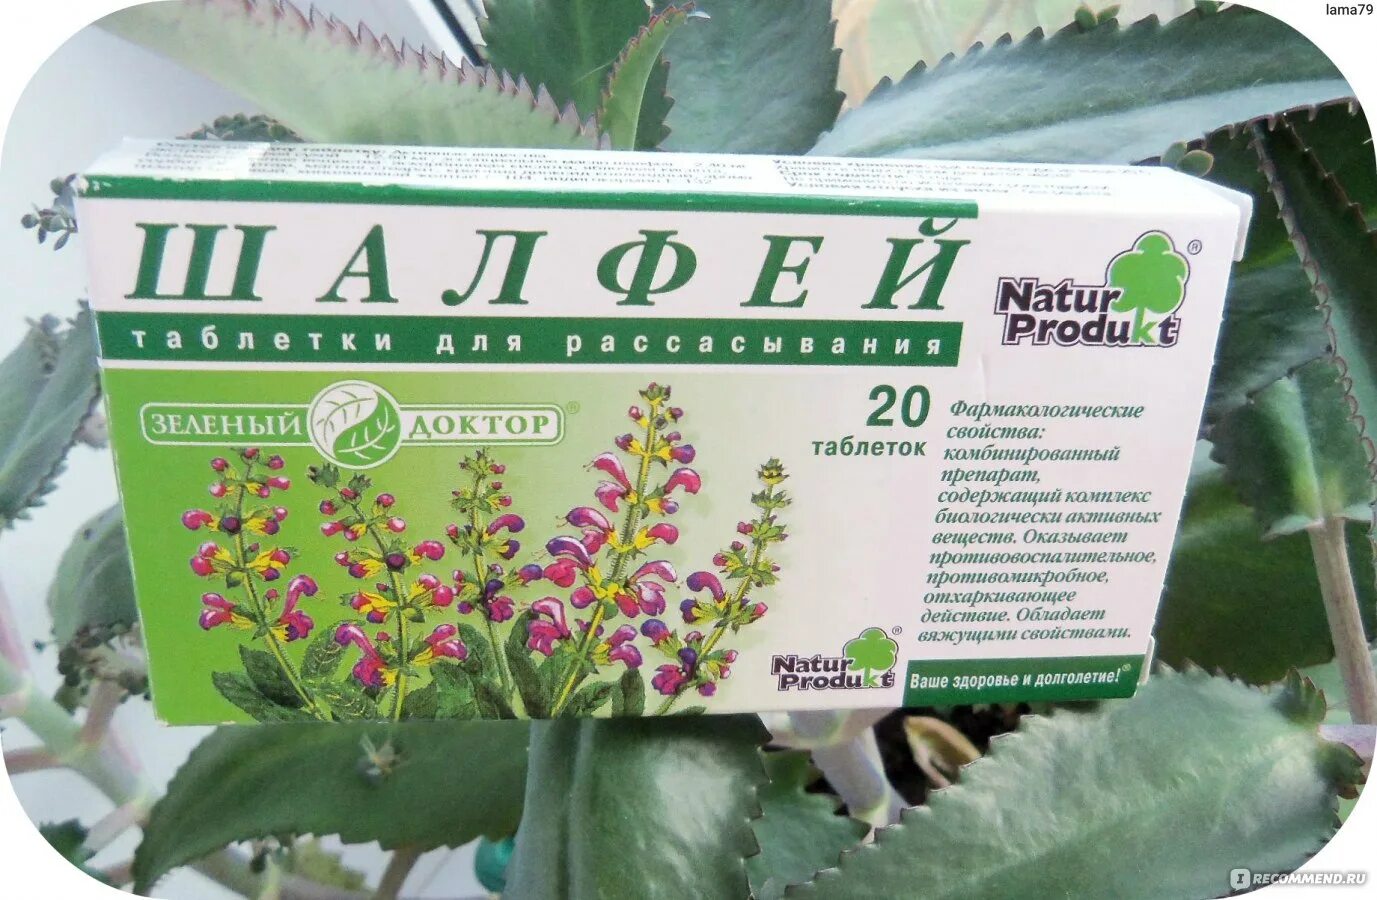 lama79
ШАЛФЕЙ
таблетки для рассасывания
Natur
Produkt
ЗЕЛЕНЫЙ ДОКТОР
20
таблеток
Фармакологические
свойства:
комбинированный
препарат,
содержащий комплекс
биологически активных
веществ. Оказывает
противовоспалительное,
противомикробное,
отхаркивающее
действие. Обладает
вяжущими свойствами.
Natur
Produkt
Ваше здоровье и долголетие!
IRECOMMEND.RU